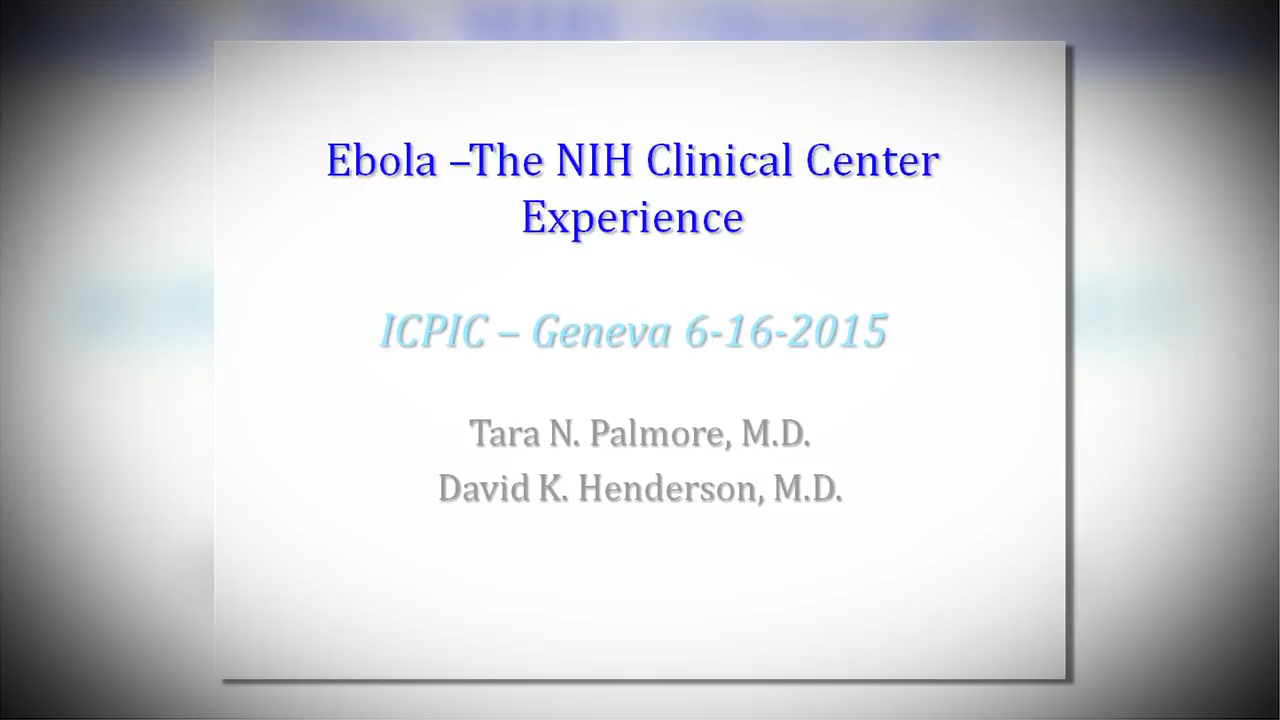 Ebola –The NIH Clinical Center
Experience
ICPIC – Geneva 6-16-2015
Tara N. Palmore, M.D.
David K. Henderson, M.D.